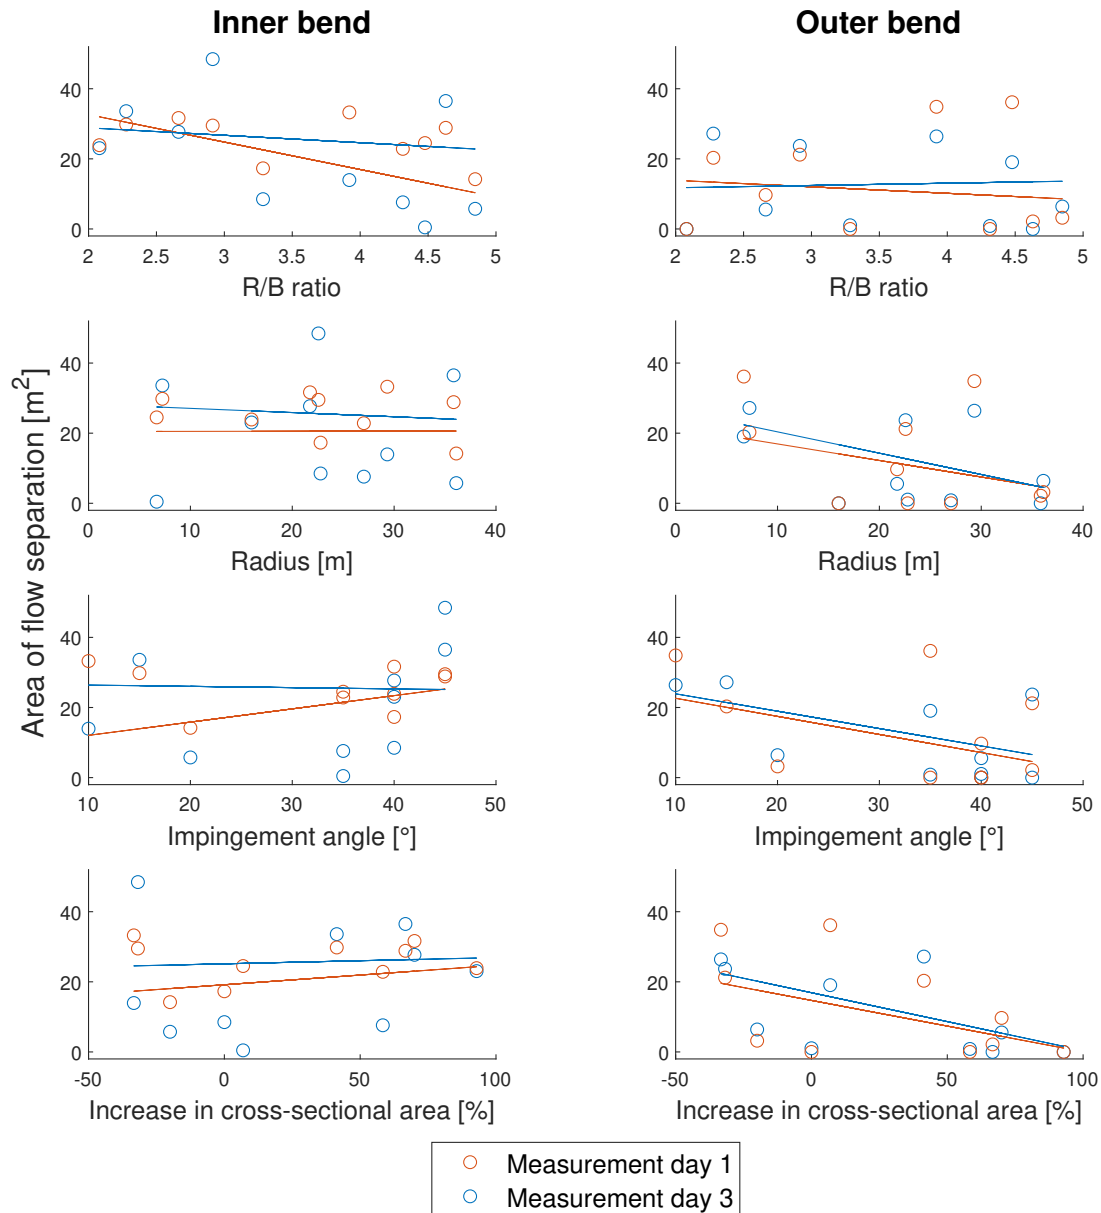 Inner bend
Outer bend
Area of flow separation [m²]
40
20
0
2 2.5 3 3.5 4 4.5 5
R/B ratio
40
20
0
2 2.5 3 3.5 4 4.5 5
R/B ratio
40
20
0
0 10 20 30 40
Radius [m]
40
20
0
0 10 20 30 40
Radius [m]
40
20
0
10 20 30 40 50
Impingement angle [°]
40
20
0
10 20 30 40 50
Impingement angle [°]
40
20
0
-50 0 50 100
Increase in cross-sectional area [%]
40
20
0
-50 0 50 100
Increase in cross-sectional area [%]
Measurement day 1
Measurement day 3